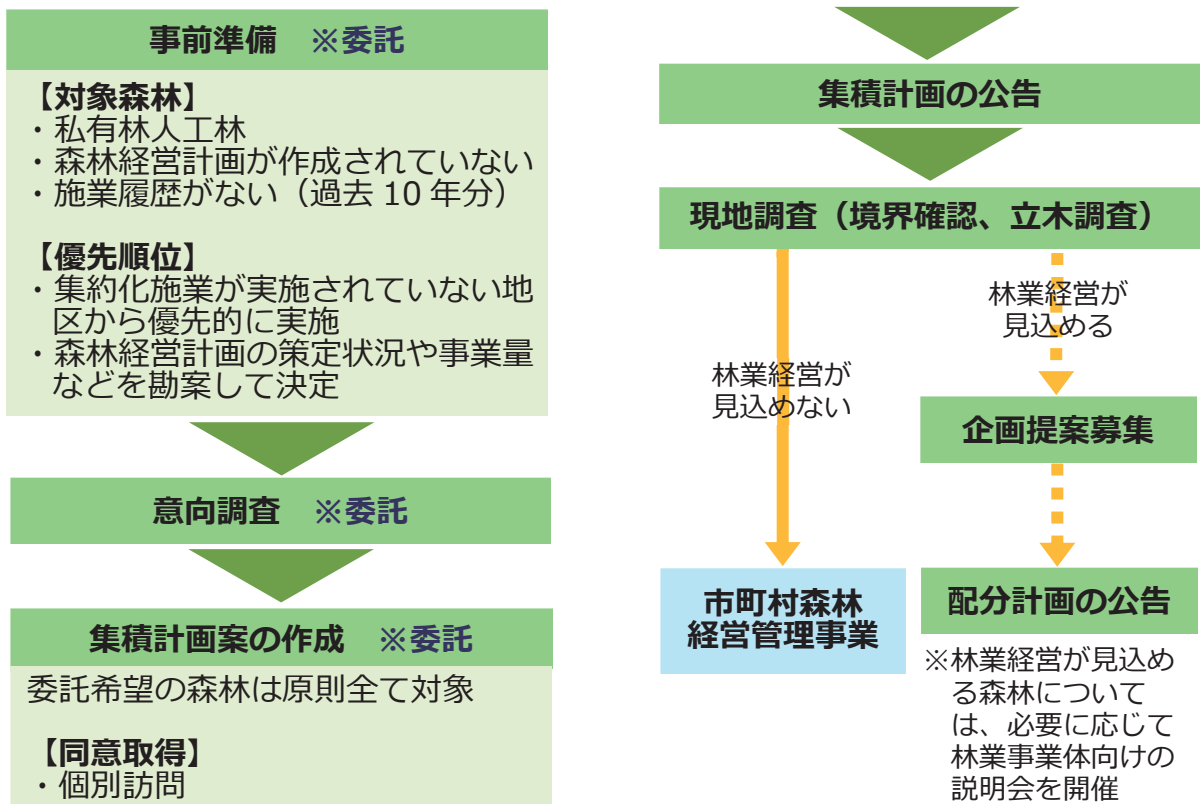 事前準備　※委託
【対象森林】
・私有林人工林
・森林経営計画が作成されていない
・施業履歴がない（過去 10 年分）
【優先順位】
・集約化施業が実施されていない地
区から優先的に実施
・森林経営計画の策定状況や事業量
などを勘案して決定
意向調査　※委託
集積計画案の作成　※委託
委託希望の森林は原則全て対象
【同意取得】
・個別訪問
集積計画の公告
現地調査（境界確認、立木調査）
林業経営が
見込めない
市町村森林
経営管理事業
林業経営が
見込める
企画提案募集
配分計画の公告
※林業経営が見込め
る森林について
は、必要に応じて
林業事業体向けの
説明会を開催